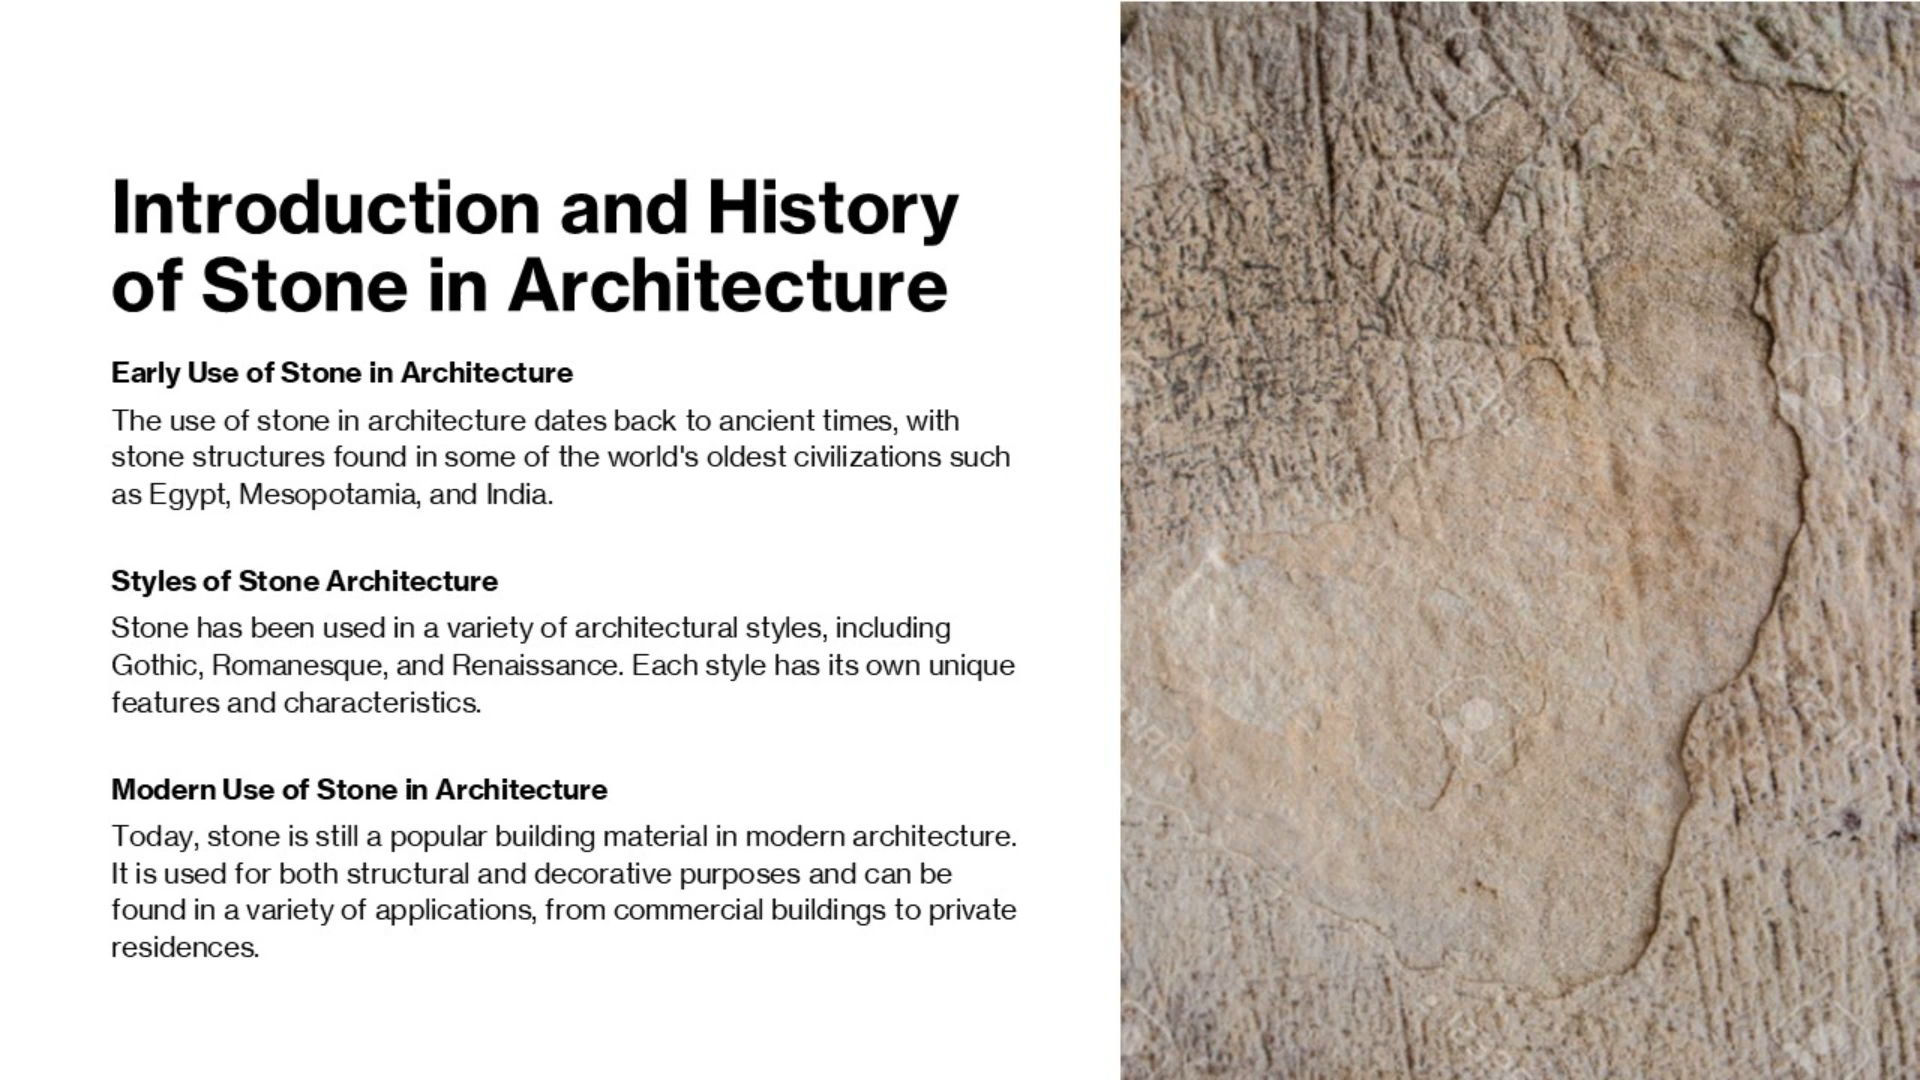 Introduction and History
of Stone in Architecture
Early Use of Stone in Architecture
The use of stone in architecture dates back to ancient times, with
stone structures found in some of the world's oldest civilizations such
as Egypt, Mesopotamia, and India.
Styles of Stone Architecture
Stone has been used in a variety of architectural styles, including
Gothic, Romanesque, and Renaissance. Each style has its own unique
features and characteristics.
Modern Use of Stone in Architecture
Today, stone is still a popular building material in modern architecture.
It is used for both structural and decorative purposes and can be
found in a variety of applications, from commercial buildings to private
residences.